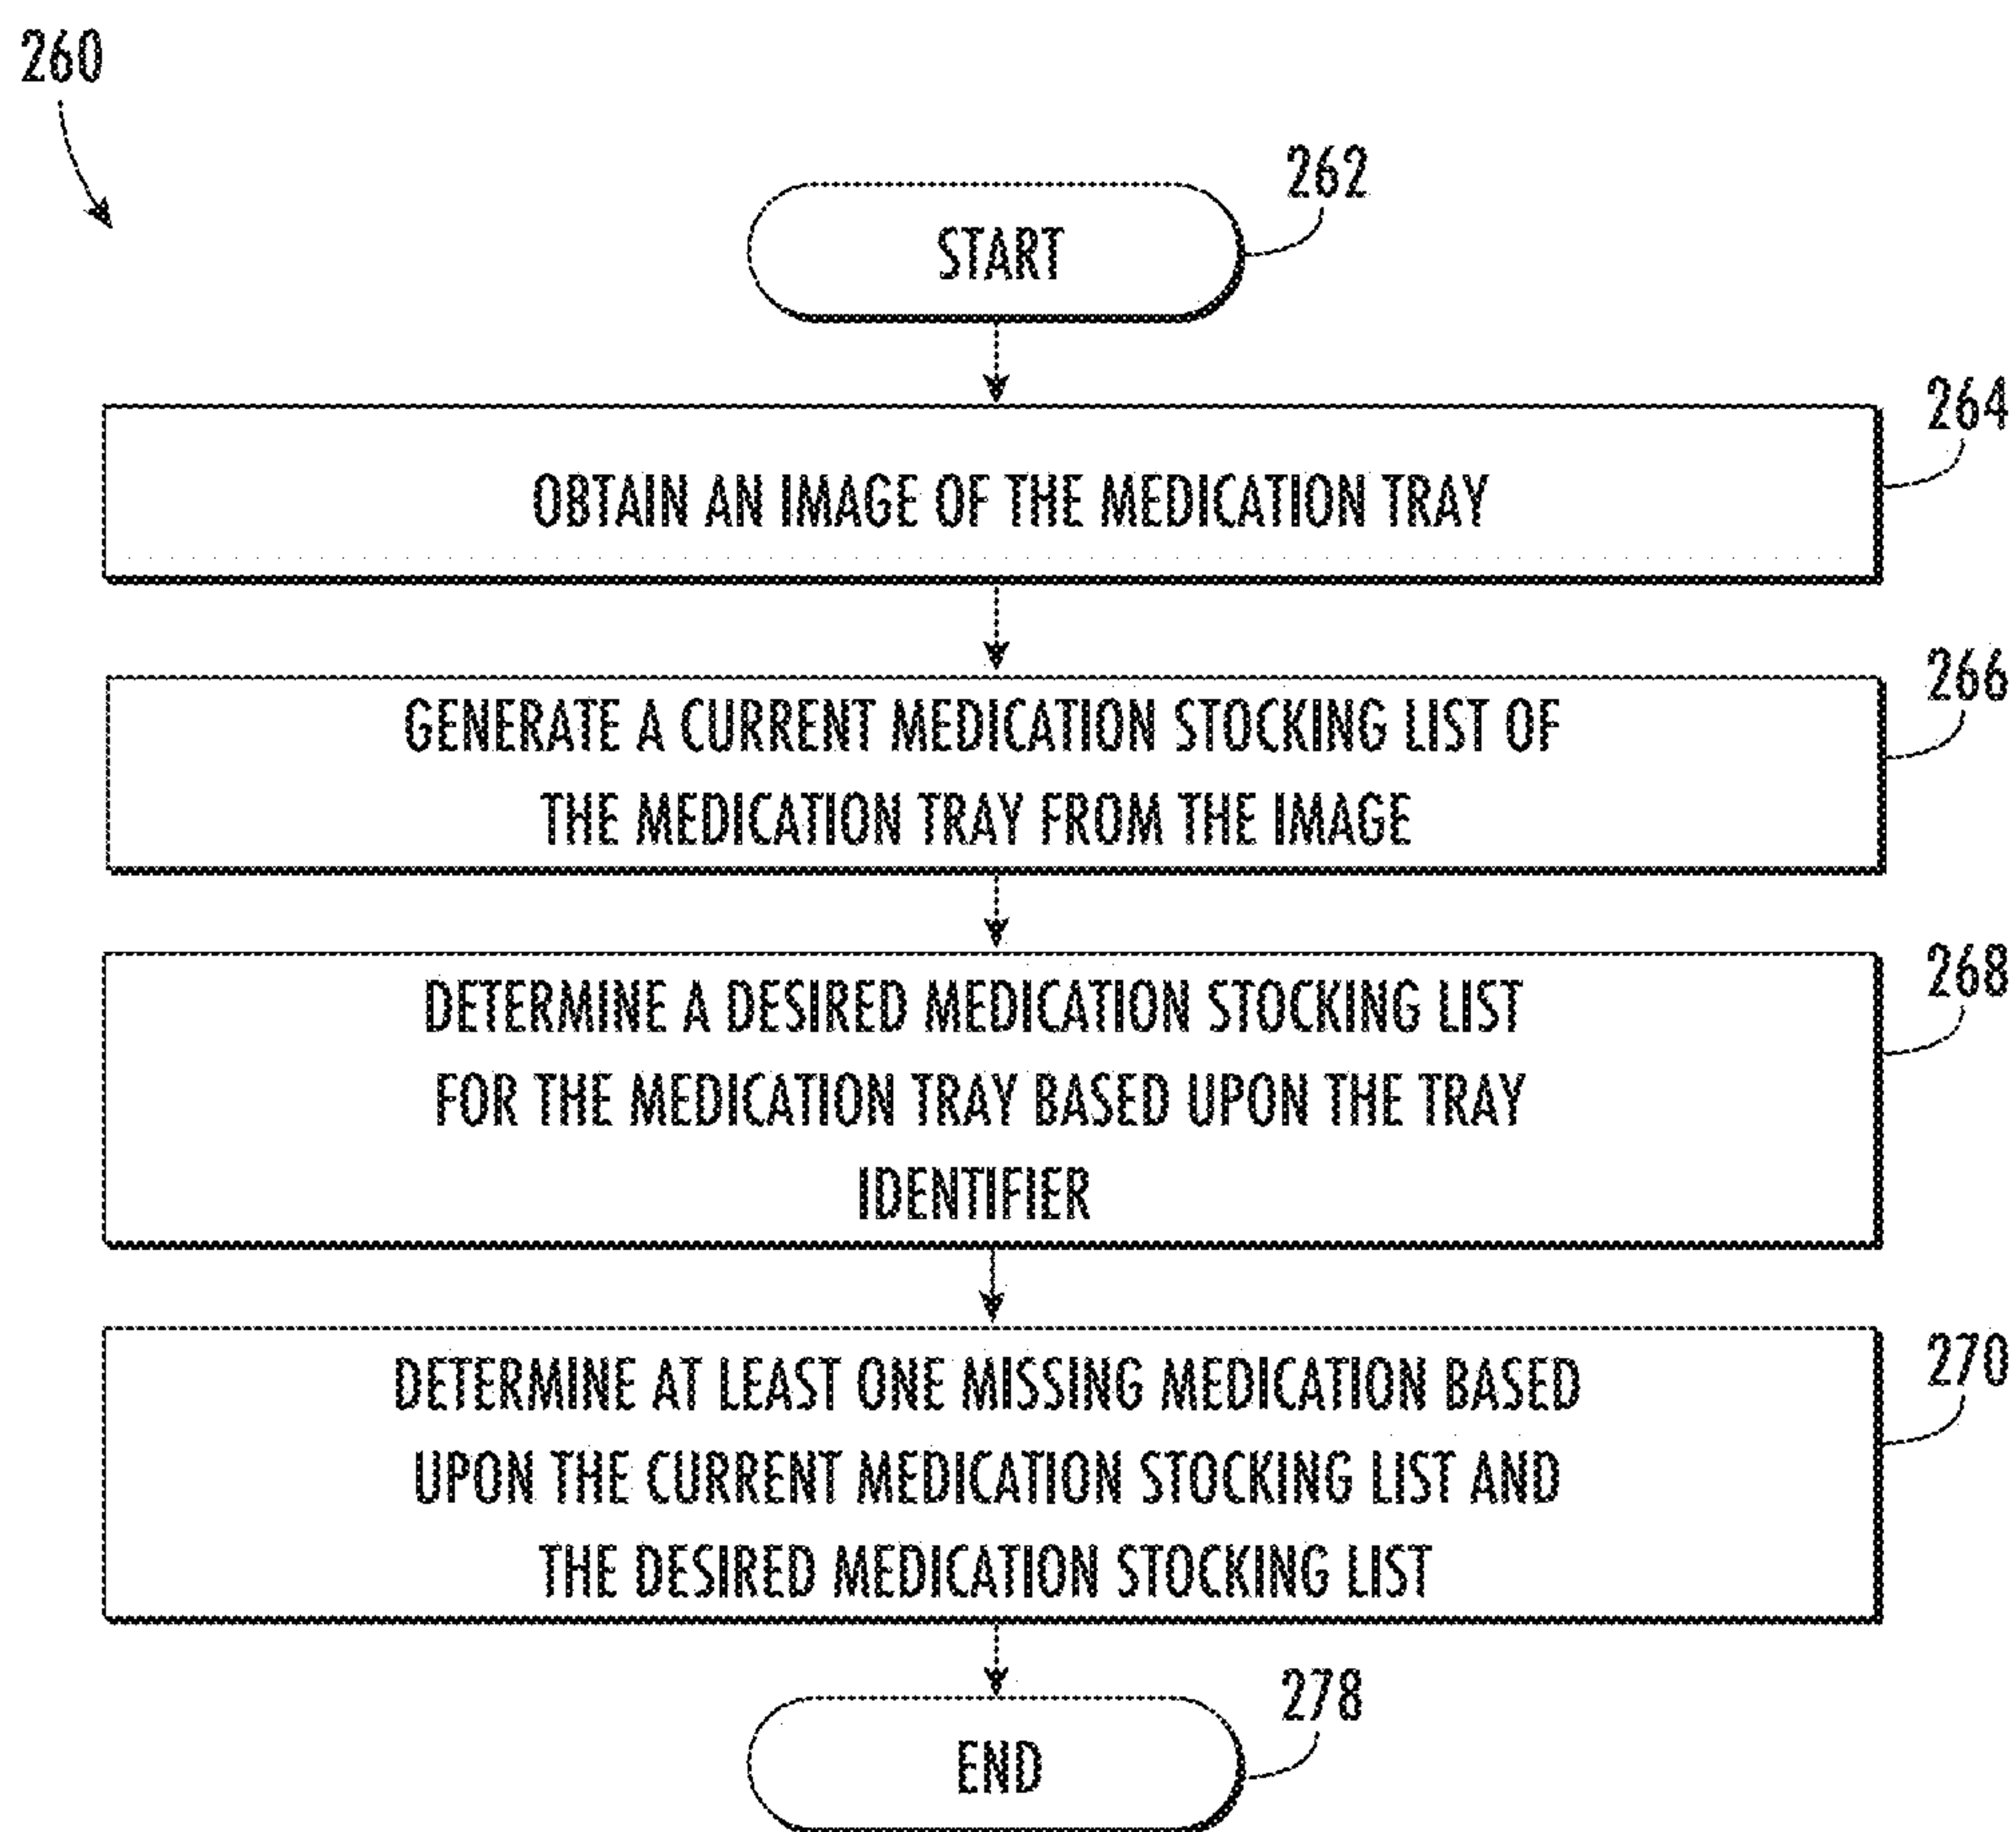 260
262
START
264
OBTAIN AN IMAGE OF THE MEDICATION TRAY
266
GENERATE A CURRENT MEDICATION STOCKING LIST OF
THE MEDICATION TRAY FROM THE IMAGE
268
DETERMINE A DESIRED MEDICATION STOCKING LIST
FOR THE MEDICATION TRAY BASED UPON THE TRAY
IDENTIFIER
270
DETERMINE AT LEAST ONE MISSING MEDICATION BASED
UPON THE CURRENT MEDICATION STOCKING LIST AND
THE DESIRED MEDICATION STOCKING LIST
278
END